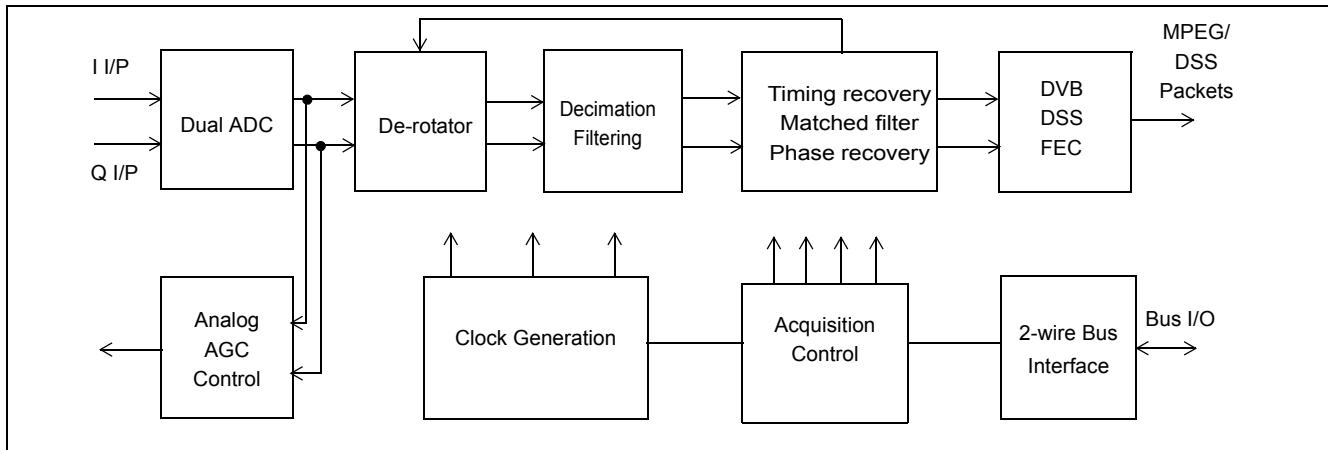 MPEG/
DSS
Packets
I I/P
Q I/P
Dual ADC
De-rotator
Decimation
Filtering
Timing recovery
Matched filter
Phase recovery
DVB
DSS
FEC
Analog
AGC
Control
Clock Generation
Acquisition
Control
2-wire Bus
Interface
Bus I/O